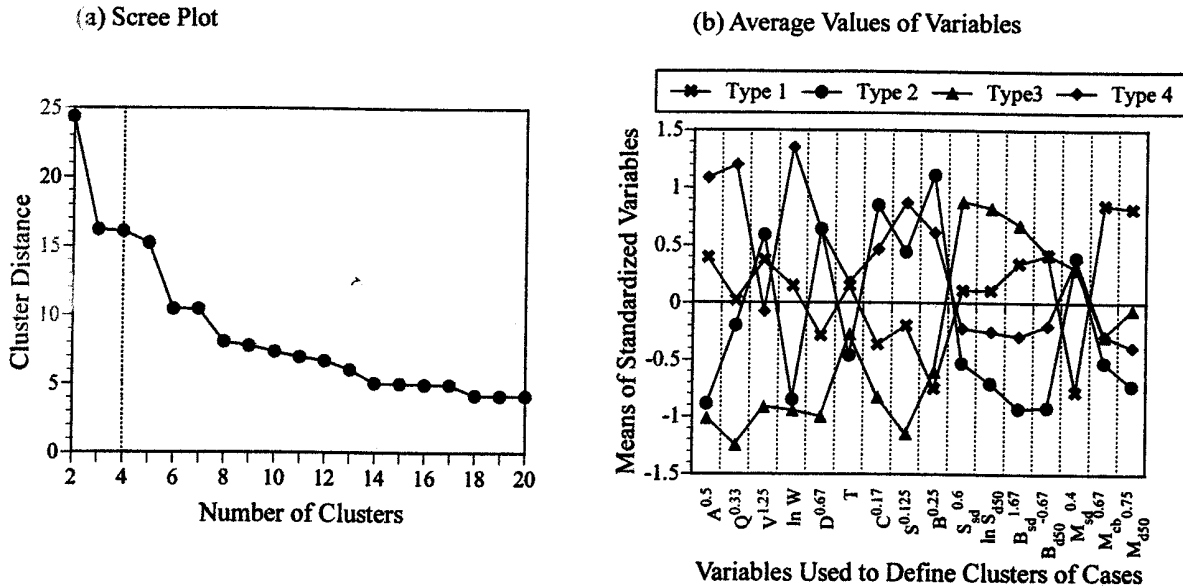 (a) Scree Plot
25
20
15
10
5
0
2 4 6 8 10 12 14 16 18 20
Cluster Distance
Number of Clusters
(b) Average Values of Variables
Type 1 Type 2 Type3 Type 4
1.5
1
0.5
0
-0.5
-1
-1.5
Means of Standardized Variables
A^0.5
Q^0.33
V^1.25
ln W
D^0.67
T
C^0.17
S^0.125
B^0.25
S_sd^0.6
ln S_d50
B_sd^1.67
B_d50^-0.67
M_sd^0.4
M_cb^0.67
M_d50^0.75
Variables Used to Define Clusters of Cases